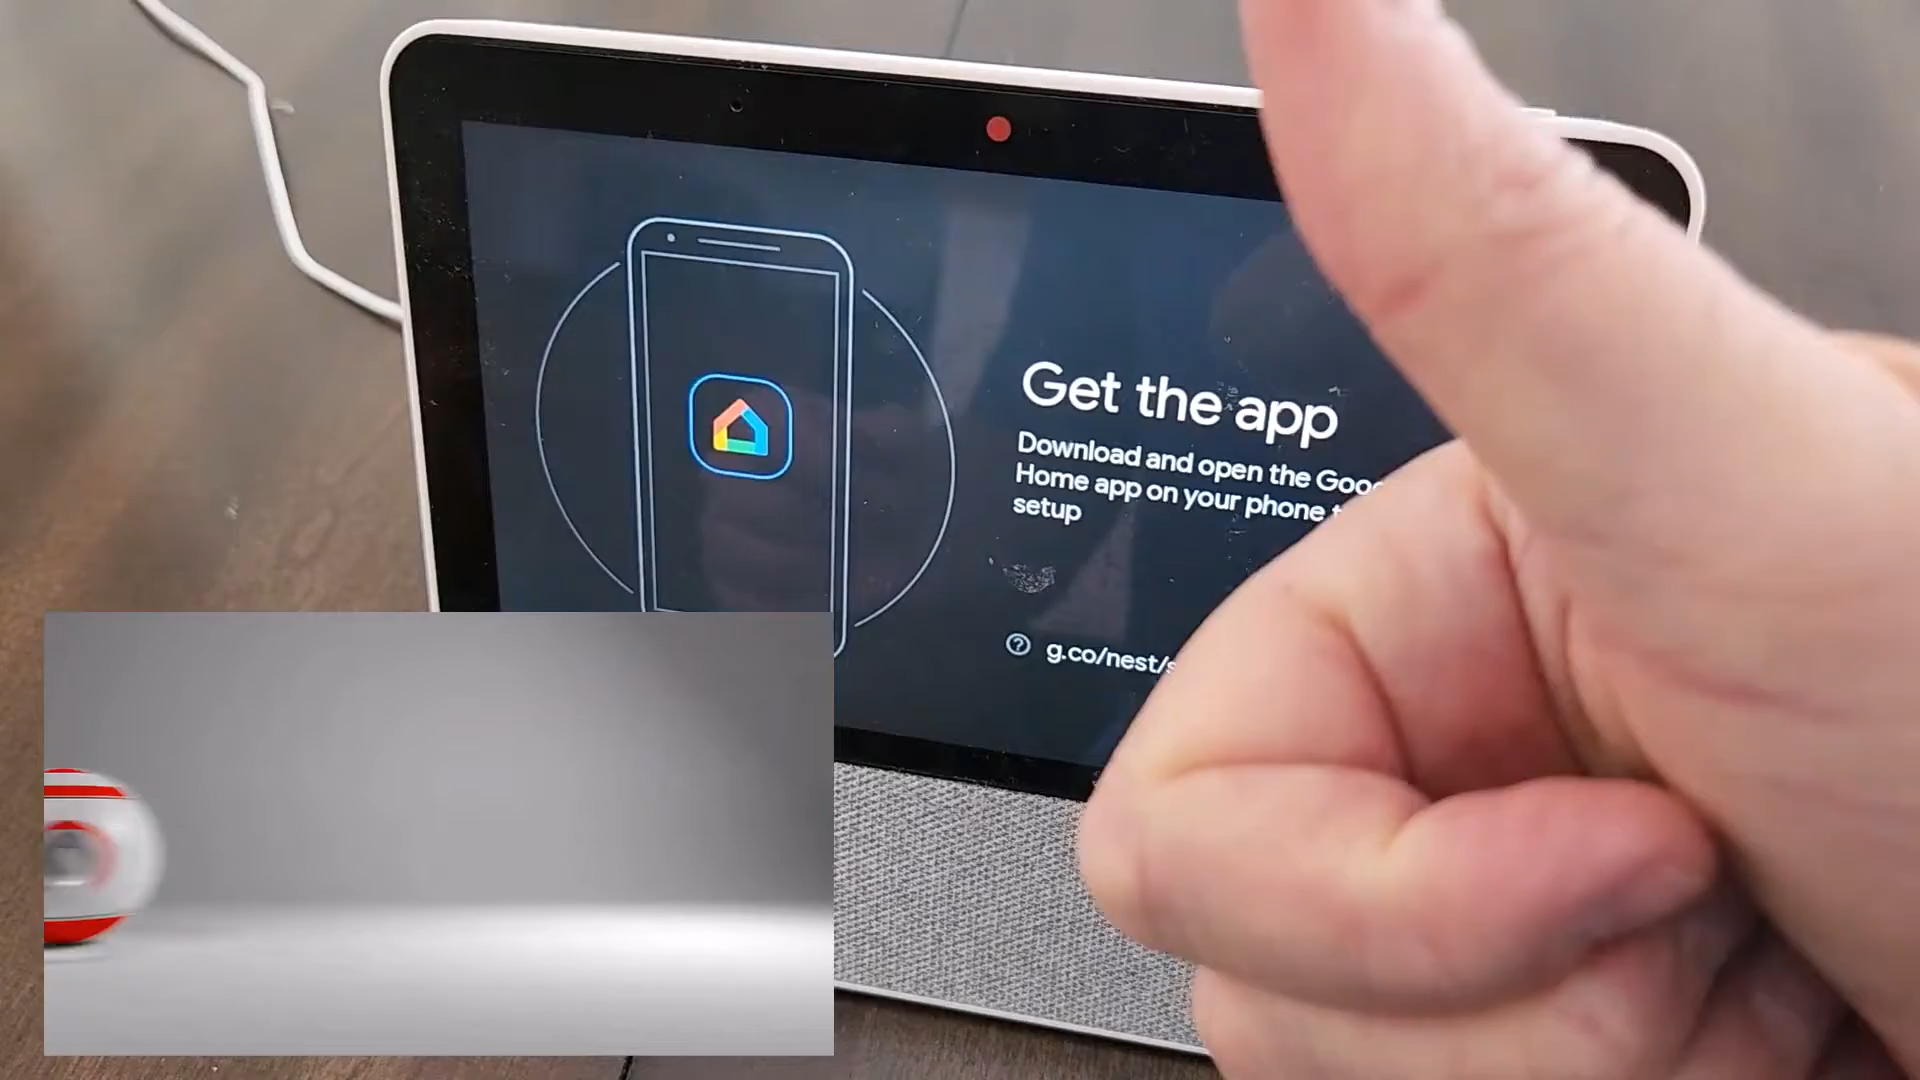 Get the app
Download and open the
Home app on your phone
setup
g.co/nest/